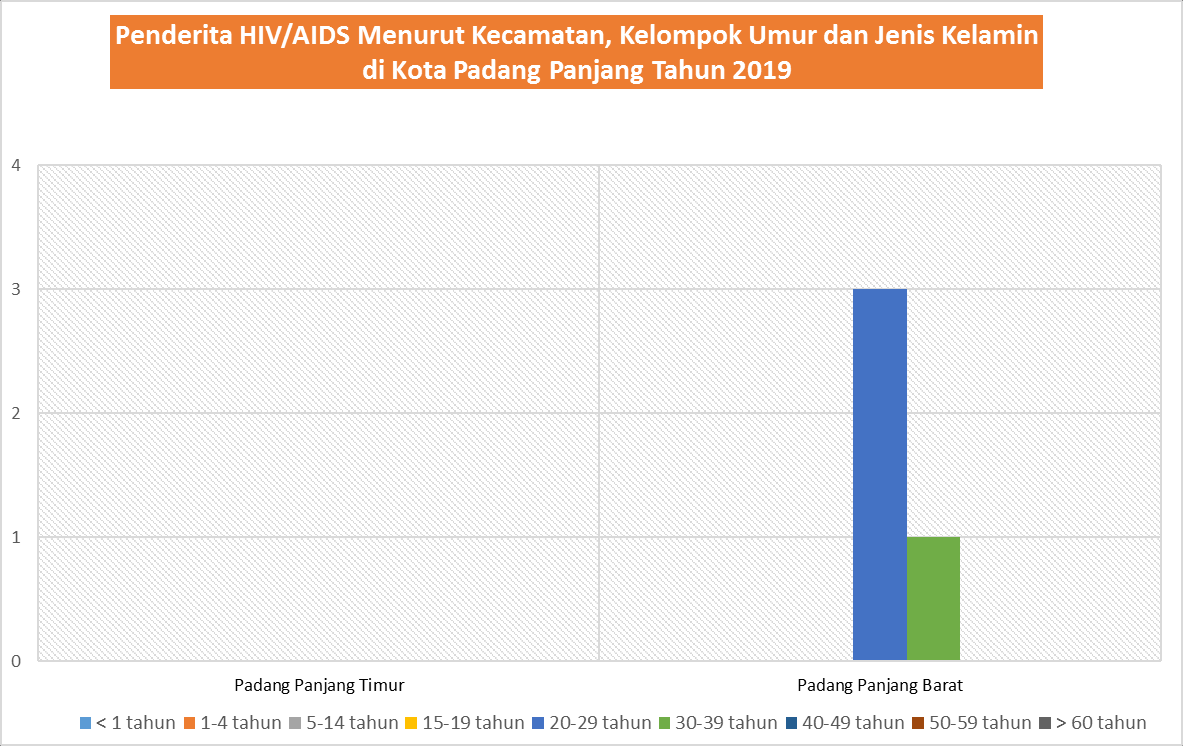 Penderita HIV/AIDS Menurut Kecamatan, Kelompok Umur dan Jenis Kelamin
di Kota Padang Panjang Tahun 2019
4
3
2
1
0
Padang Panjang Timur Padang Panjang Barat
< 1 tahun 1-4 tahun 5-14 tahun 15-19 tahun 20-29 tahun 30-39 tahun 40-49 tahun 50-59 tahun > 60 tahun